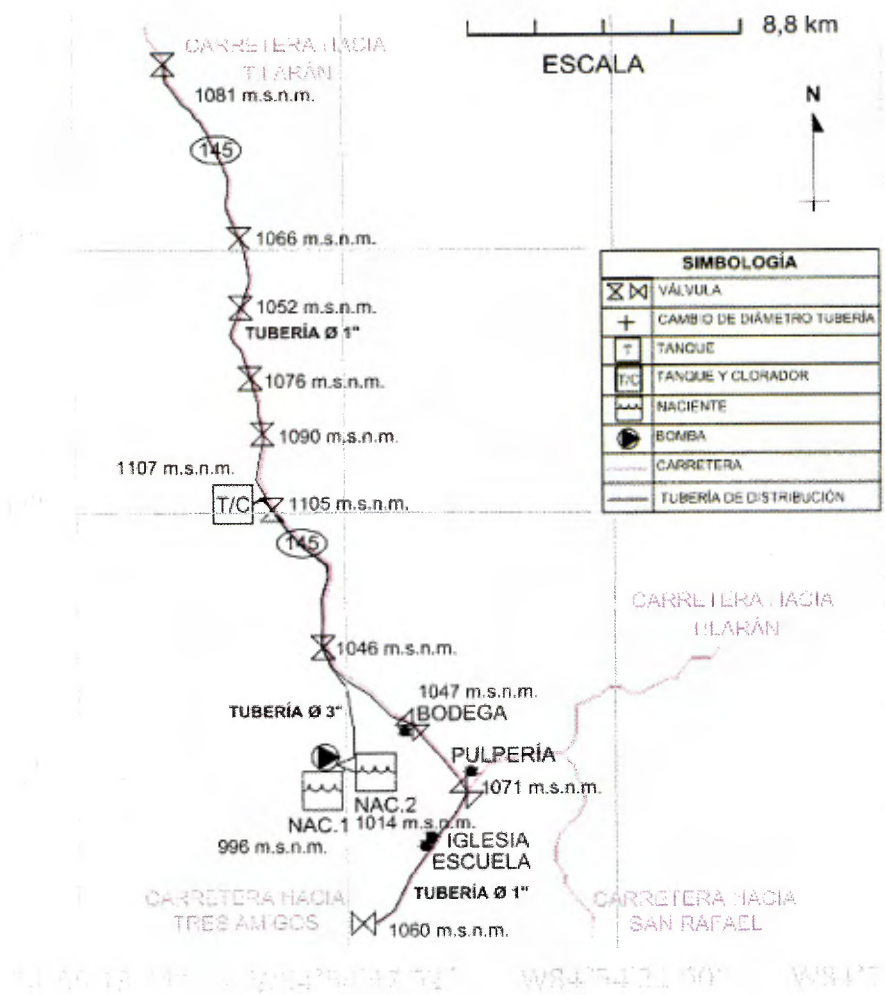 8,8 km
ESCALA
N
CARRETERA HACIA
TILARÁN
1081 m.s.n.m.
145
1066 m.s.n.m.
1052 m.s.n.m.
TUBERÍA Ø 1"
1076 m.s.n.m.
1090 m.s.n.m.
1107 m.s.n.m.
T/C
1105 m.s.n.m.
145
SIMBOLOGÍA
VÁLVULA
CAMBIO DE DIÁMETRO TUBERÍA
T
TANQUE
T/C
TANQUE Y CLORADOR
NACIENTE
BOMBA
CARRETERA
TUBERÍA DE DISTRIBUCIÓN
CARRETERA HACIA
TILARÁN
1046 m.s.n.m.
1047 m.s.n.m.
TUBERÍA Ø 3"
BODEGA
PULPERÍA
1071 m.s.n.m.
NAC.2
NAC.1
1014 m.s.n.m.
996 m.s.n.m.
IGLESIA
ESCUELA
TUBERÍA Ø 1"
CARRETERA HACIA
TRES AMIGOS
1060 m.s.n.m.
CARRETERA HACIA
SAN RAFAEL